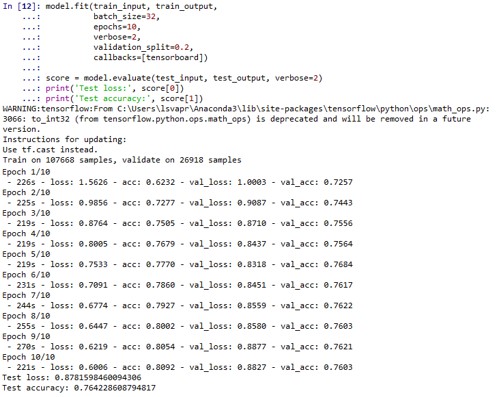 In [12]: model.fit(train_input, train_output,
    ...:           batch_size=32,
    ...:           epochs=10,
    ...:           verbose=2,
    ...:           validation_split=0.2,
    ...:           callbacks=[tensorboard])
    ...:
    ...: score = model.evaluate(test_input, test_output, verbose=2)
    ...: print('Test loss:', score[0])
    ...: print('Test accuracy:', score[1])
WARNING:tensorflow:From C:\Users\lsvapr\Anaconda3\lib\site-packages\tensorflow\python\ops\math_ops.py:
3066: to_int32 (from tensorflow.python.ops.math_ops) is deprecated and will be removed in a future
version.
Instructions for updating:
Use tf.cast instead.
Train on 107668 samples, validate on 26918 samples
Epoch 1/10
 - 226s - loss: 1.5626 - acc: 0.6232 - val_loss: 1.0003 - val_acc: 0.7257
Epoch 2/10
 - 225s - loss: 0.9856 - acc: 0.7277 - val_loss: 0.9087 - val_acc: 0.7443
Epoch 3/10
 - 219s - loss: 0.8764 - acc: 0.7505 - val_loss: 0.8710 - val_acc: 0.7556
Epoch 4/10
 - 219s - loss: 0.8005 - acc: 0.7679 - val_loss: 0.8437 - val_acc: 0.7564
Epoch 5/10
 - 219s - loss: 0.7533 - acc: 0.7770 - val_loss: 0.8318 - val_acc: 0.7684
Epoch 6/10
 - 231s - loss: 0.7091 - acc: 0.7860 - val_loss: 0.8451 - val_acc: 0.7617
Epoch 7/10
 - 244s - loss: 0.6774 - acc: 0.7927 - val_loss: 0.8559 - val_acc: 0.7622
Epoch 8/10
 - 255s - loss: 0.6447 - acc: 0.8002 - val_loss: 0.8580 - val_acc: 0.7603
Epoch 9/10
 - 270s - loss: 0.6219 - acc: 0.8054 - val_loss: 0.8877 - val_acc: 0.7621
Epoch 10/10
 - 221s - loss: 0.6006 - acc: 0.8092 - val_loss: 0.8827 - val_acc: 0.7603
Test loss: 0.8781598460094306
Test accuracy: 0.764228608794817